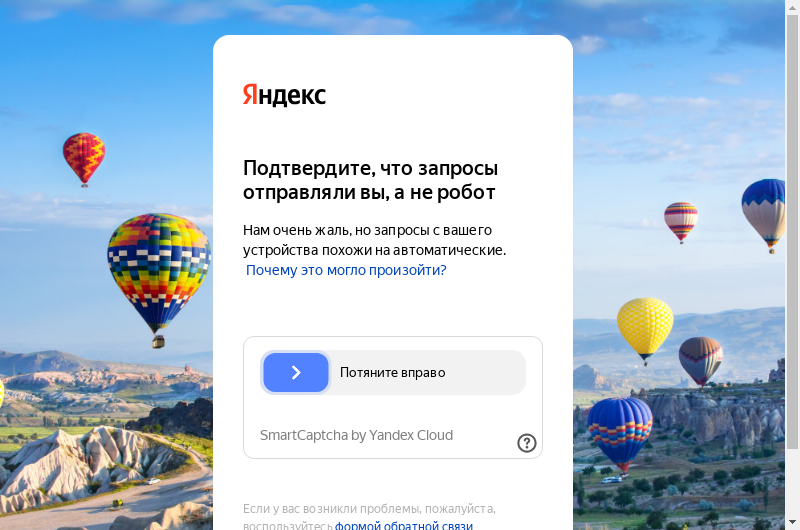 Яндекс
Подтвердите, что запросы
отправляли вы, а не робот
Нам очень жаль, но запросы с вашего
устройства похожи на автоматические.
Почему это могло произойти?
Потяните вправо
SmartCaptcha by Yandex Cloud
?
Если у вас возникли проблемы, пожалуйста,
воспользуйтесь формой обратной связи